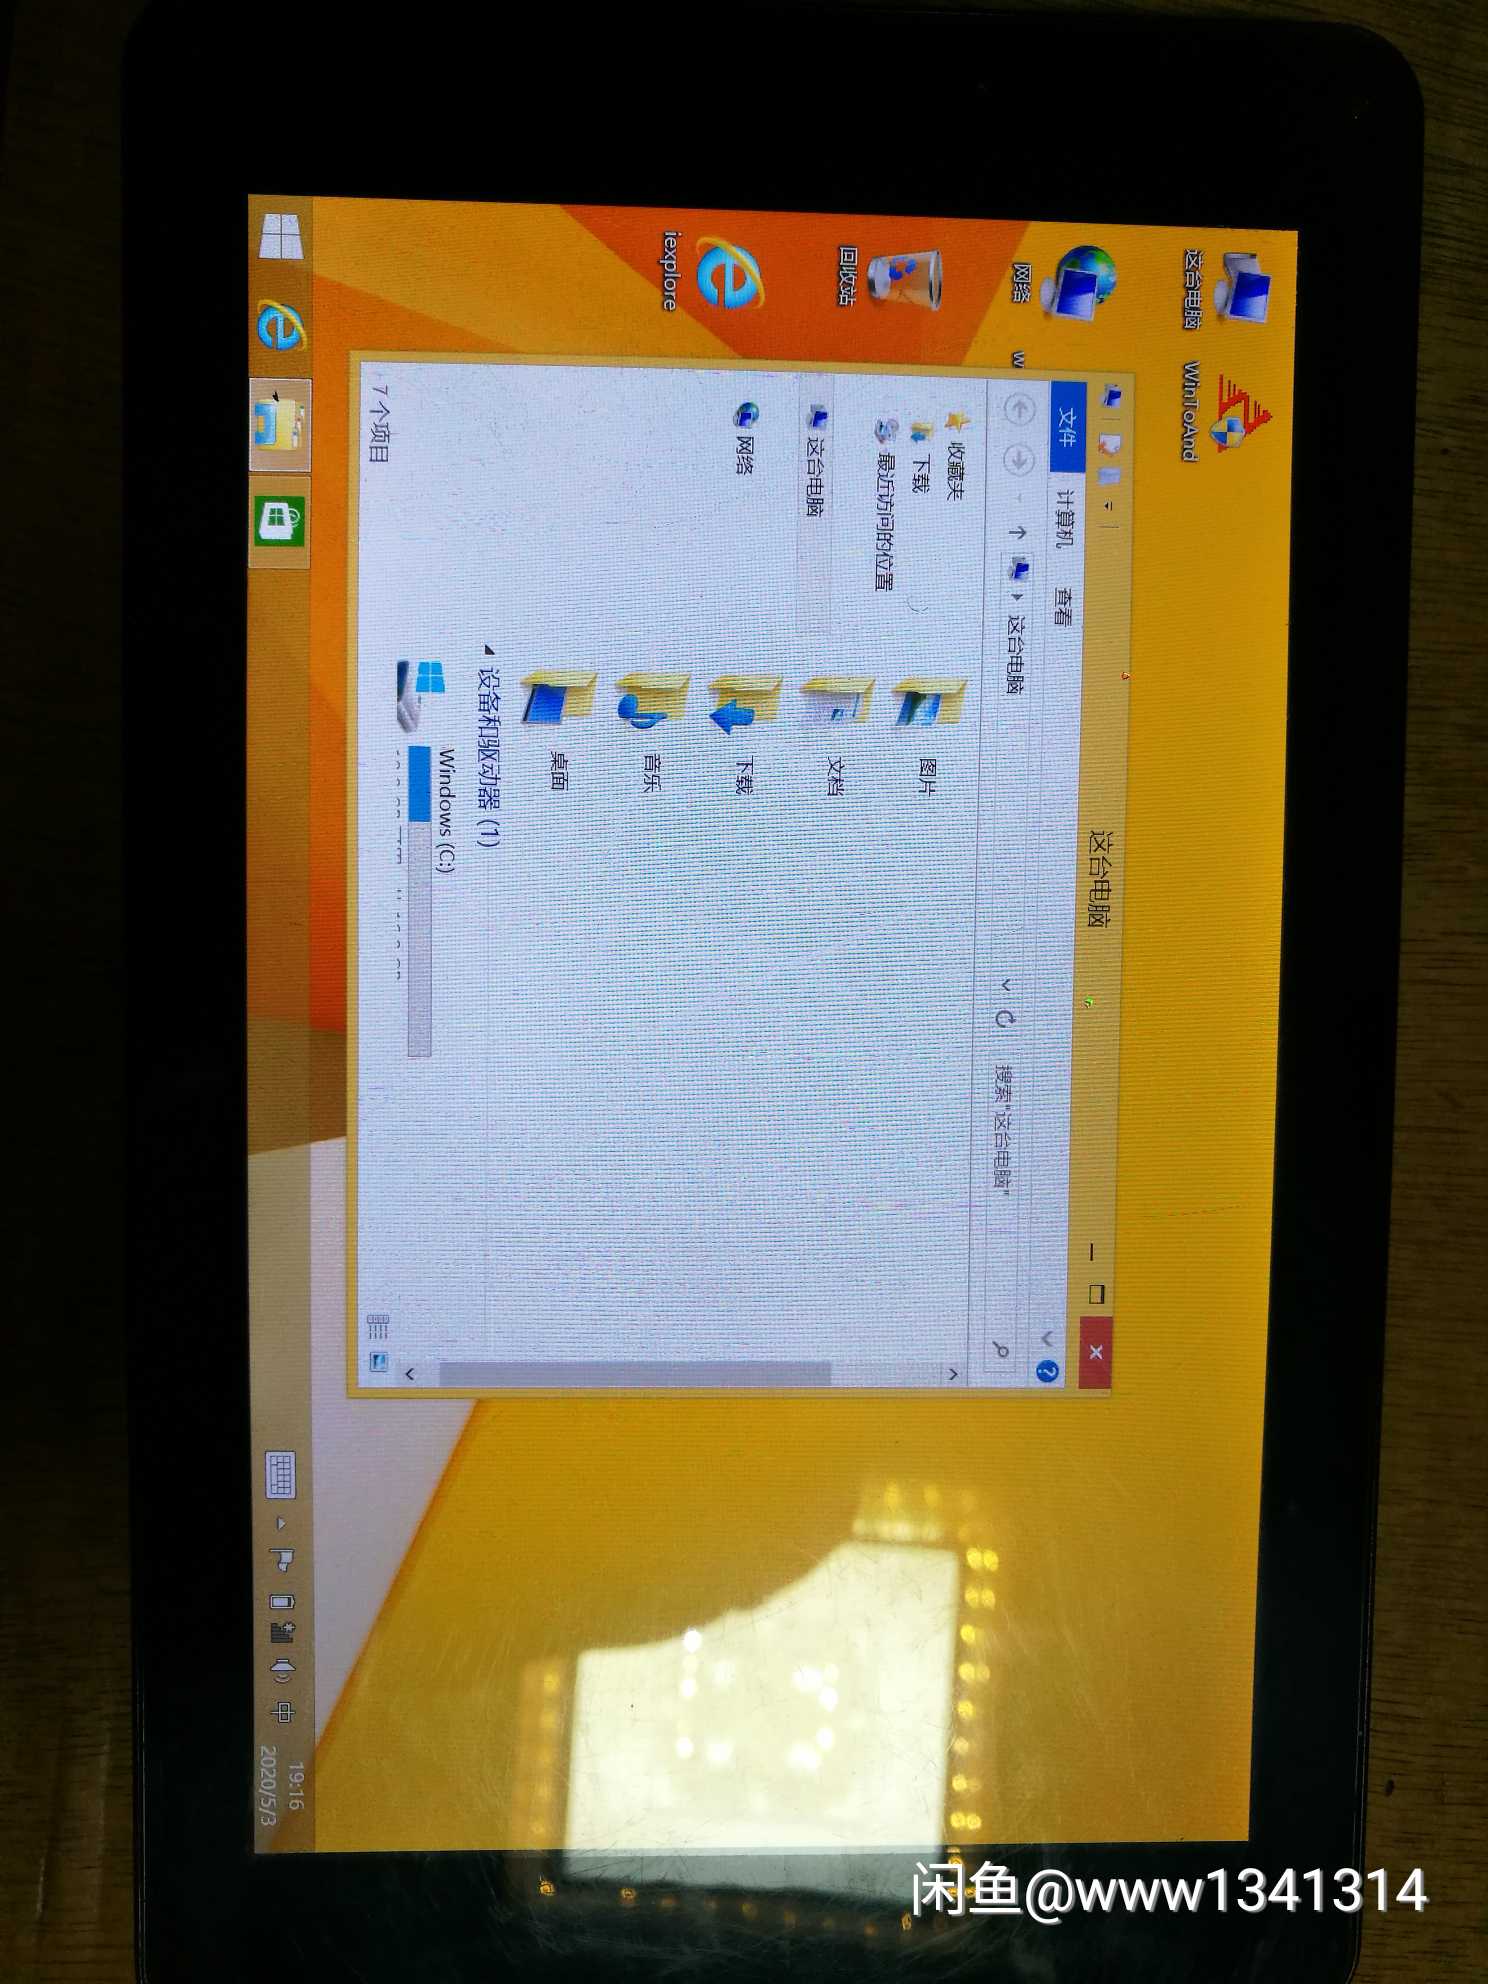 这台电脑
WinToAnd
网络
w
回收站
iexplore
这台电脑
文件
计算机
查看
这台电脑
搜索"这台电脑"
收藏夹
下载
最近访问的位置
这台电脑
网络
图片
文档
下载
音乐
桌面
设备和驱动器 (1)
Windows (C:)
7 个项目
中
19:16
2020/5/3
闲鱼@www1341314